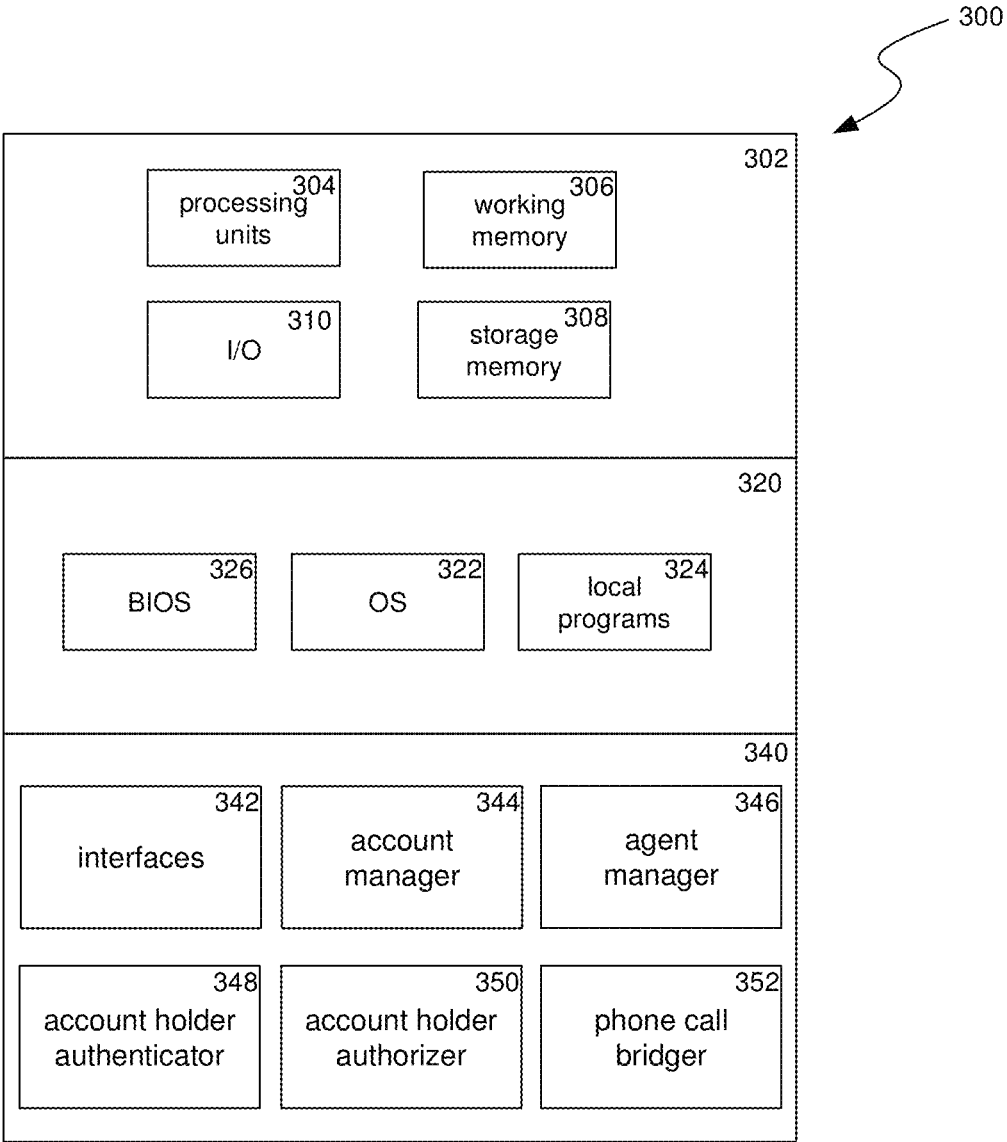 300
302
304
processing
units
306
working
memory
310
I/O
308
storage
memory
320
326
BIOS
322
OS
324
local
programs
340
342
interfaces
344
account
manager
346
agent
manager
348
account holder
authenticator
350
account holder
authorizer
352
phone call
bridger